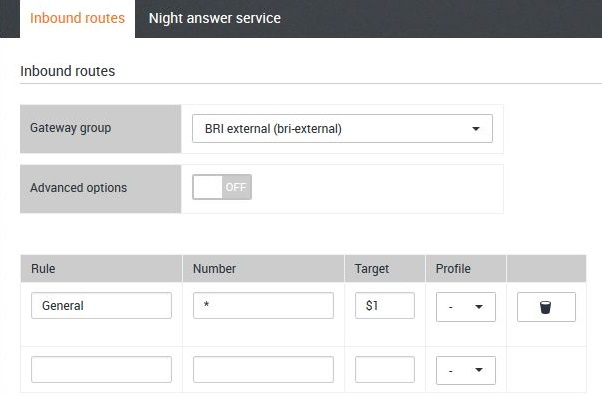 Inbound routes Night answer service
Inbound routes
Gateway group BRI external (bri-external)
Advanced options OFF
Rule Number Target Profile
General * $1 -
-